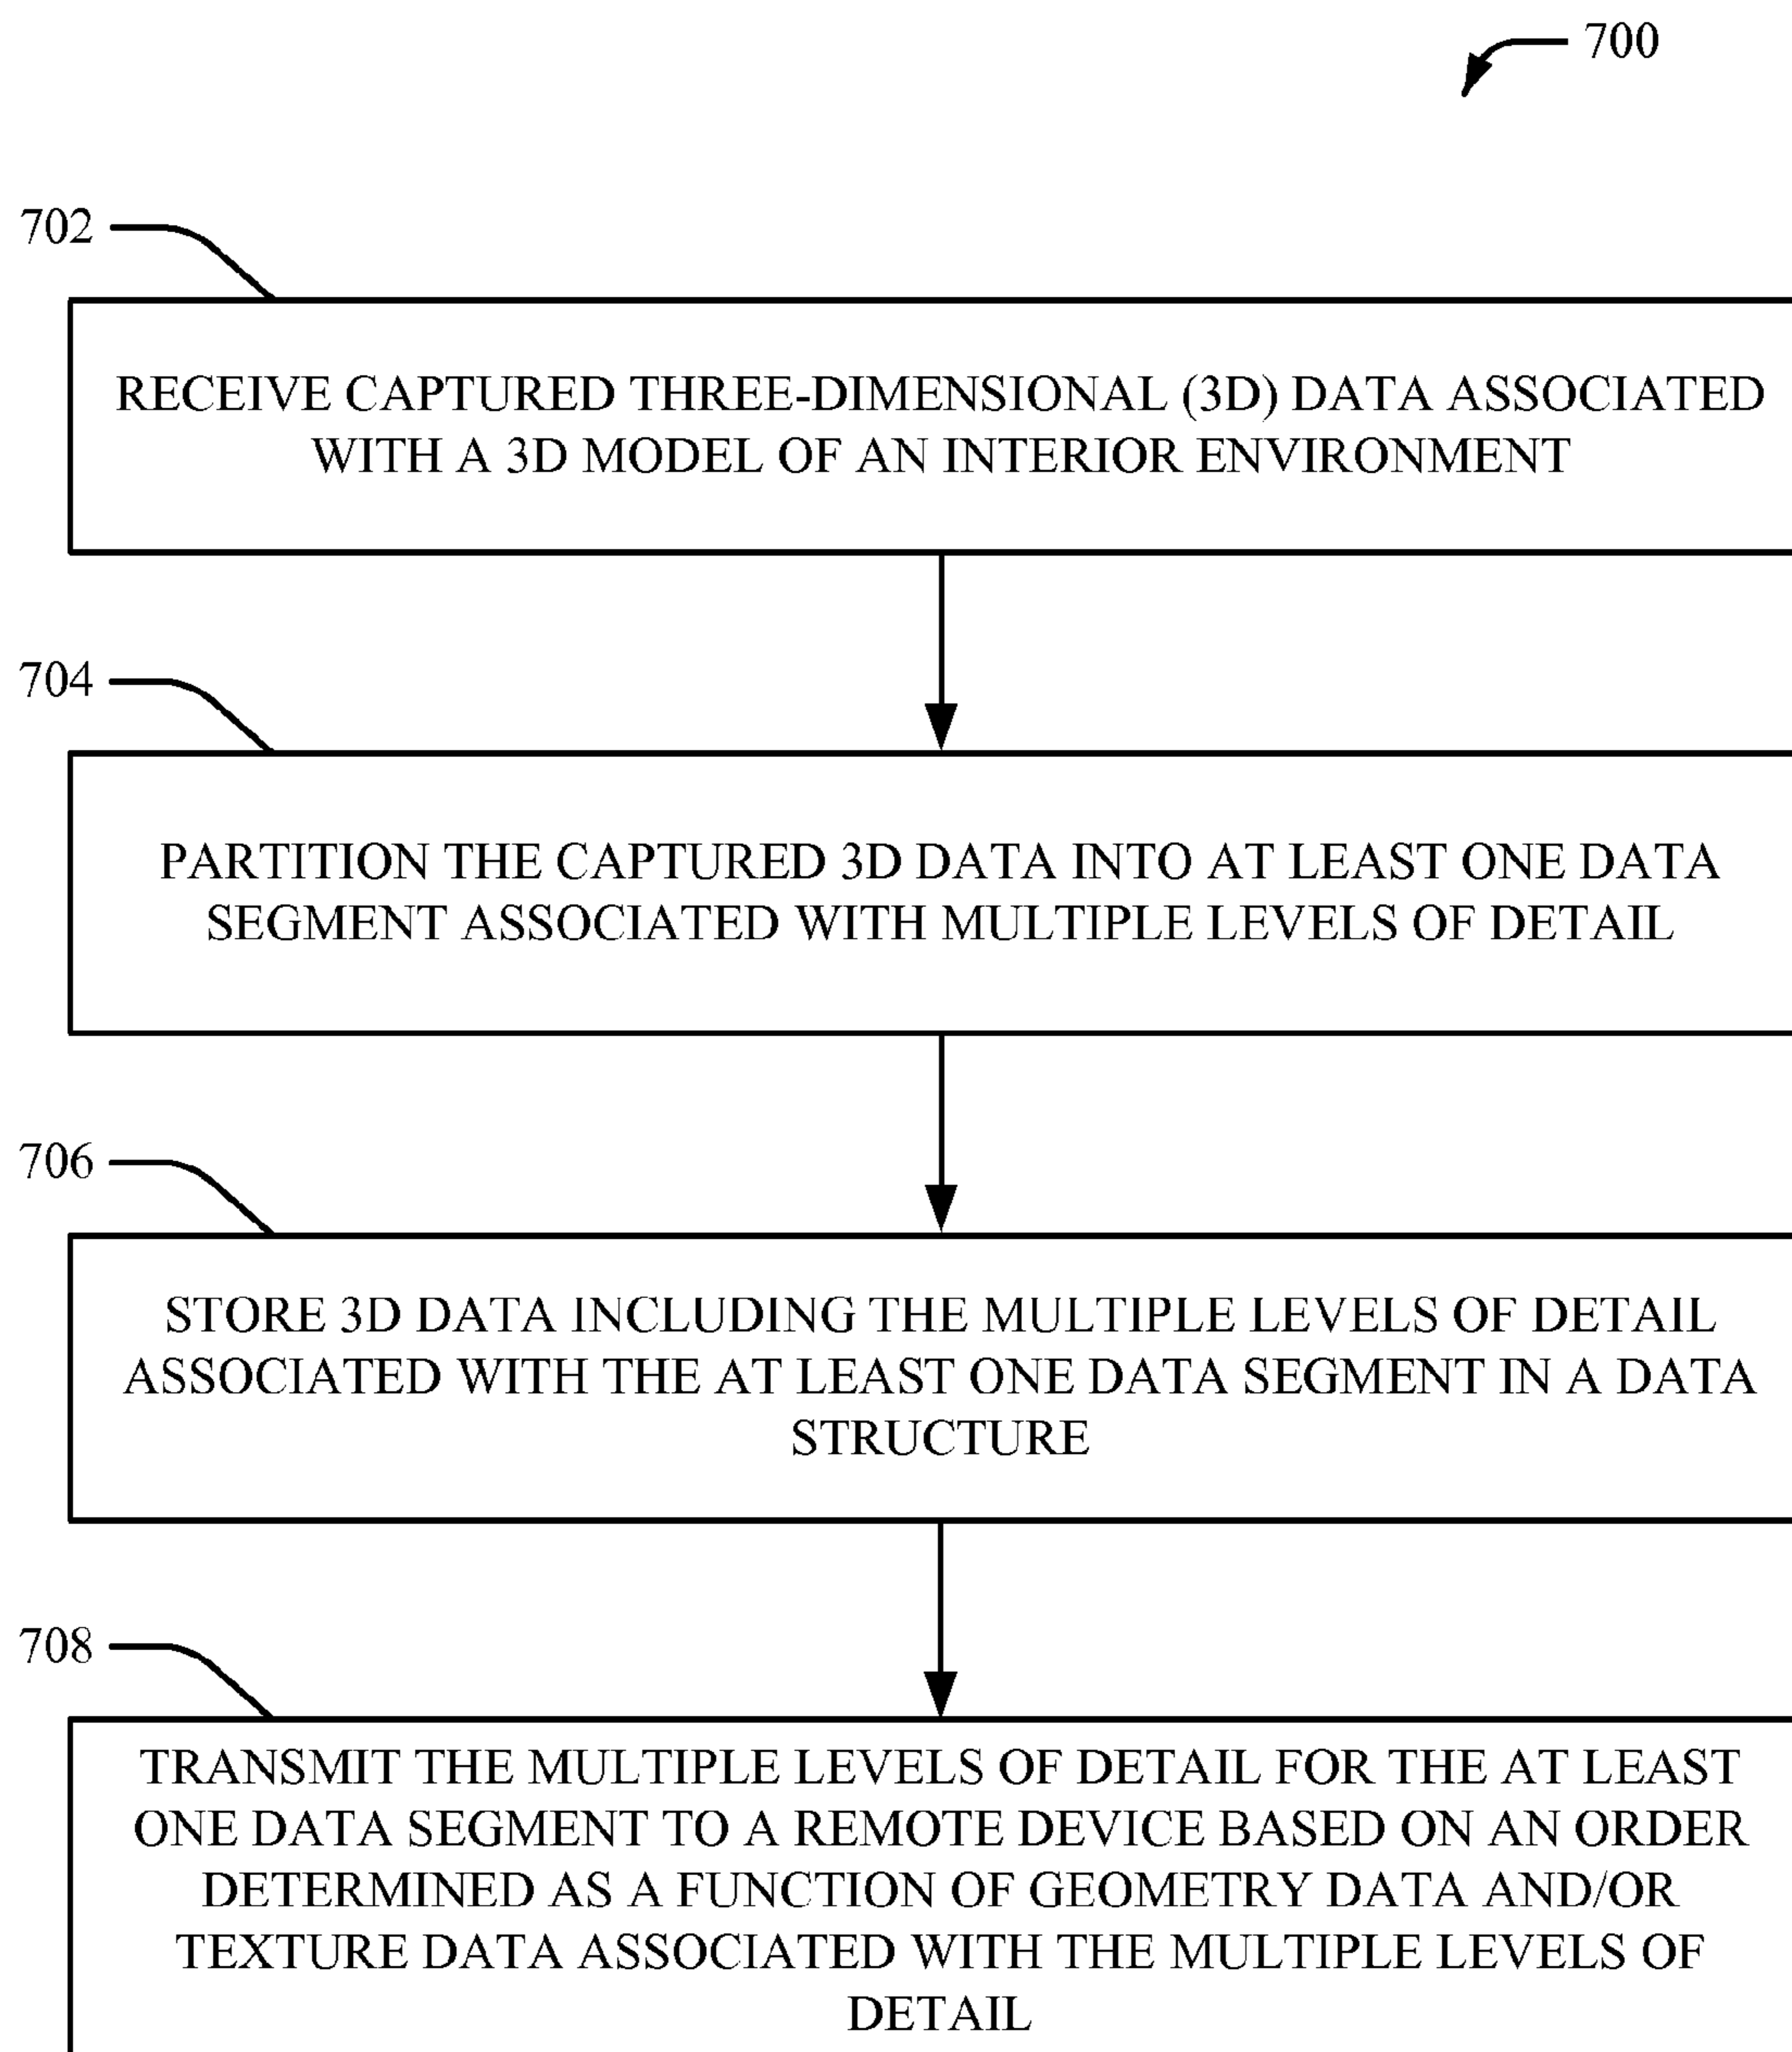 700
702
RECEIVE CAPTURED THREE-DIMENSIONAL (3D) DATA ASSOCIATED
WITH A 3D MODEL OF AN INTERIOR ENVIRONMENT
704
PARTITION THE CAPTURED 3D DATA INTO AT LEAST ONE DATA
SEGMENT ASSOCIATED WITH MULTIPLE LEVELS OF DETAIL
706
STORE 3D DATA INCLUDING THE MULTIPLE LEVELS OF DETAIL
ASSOCIATED WITH THE AT LEAST ONE DATA SEGMENT IN A DATA
STRUCTURE
708
TRANSMIT THE MULTIPLE LEVELS OF DETAIL FOR THE AT LEAST
ONE DATA SEGMENT TO A REMOTE DEVICE BASED ON AN ORDER
DETERMINED AS A FUNCTION OF GEOMETRY DATA AND/OR
TEXTURE DATA ASSOCIATED WITH THE MULTIPLE LEVELS OF
DETAIL